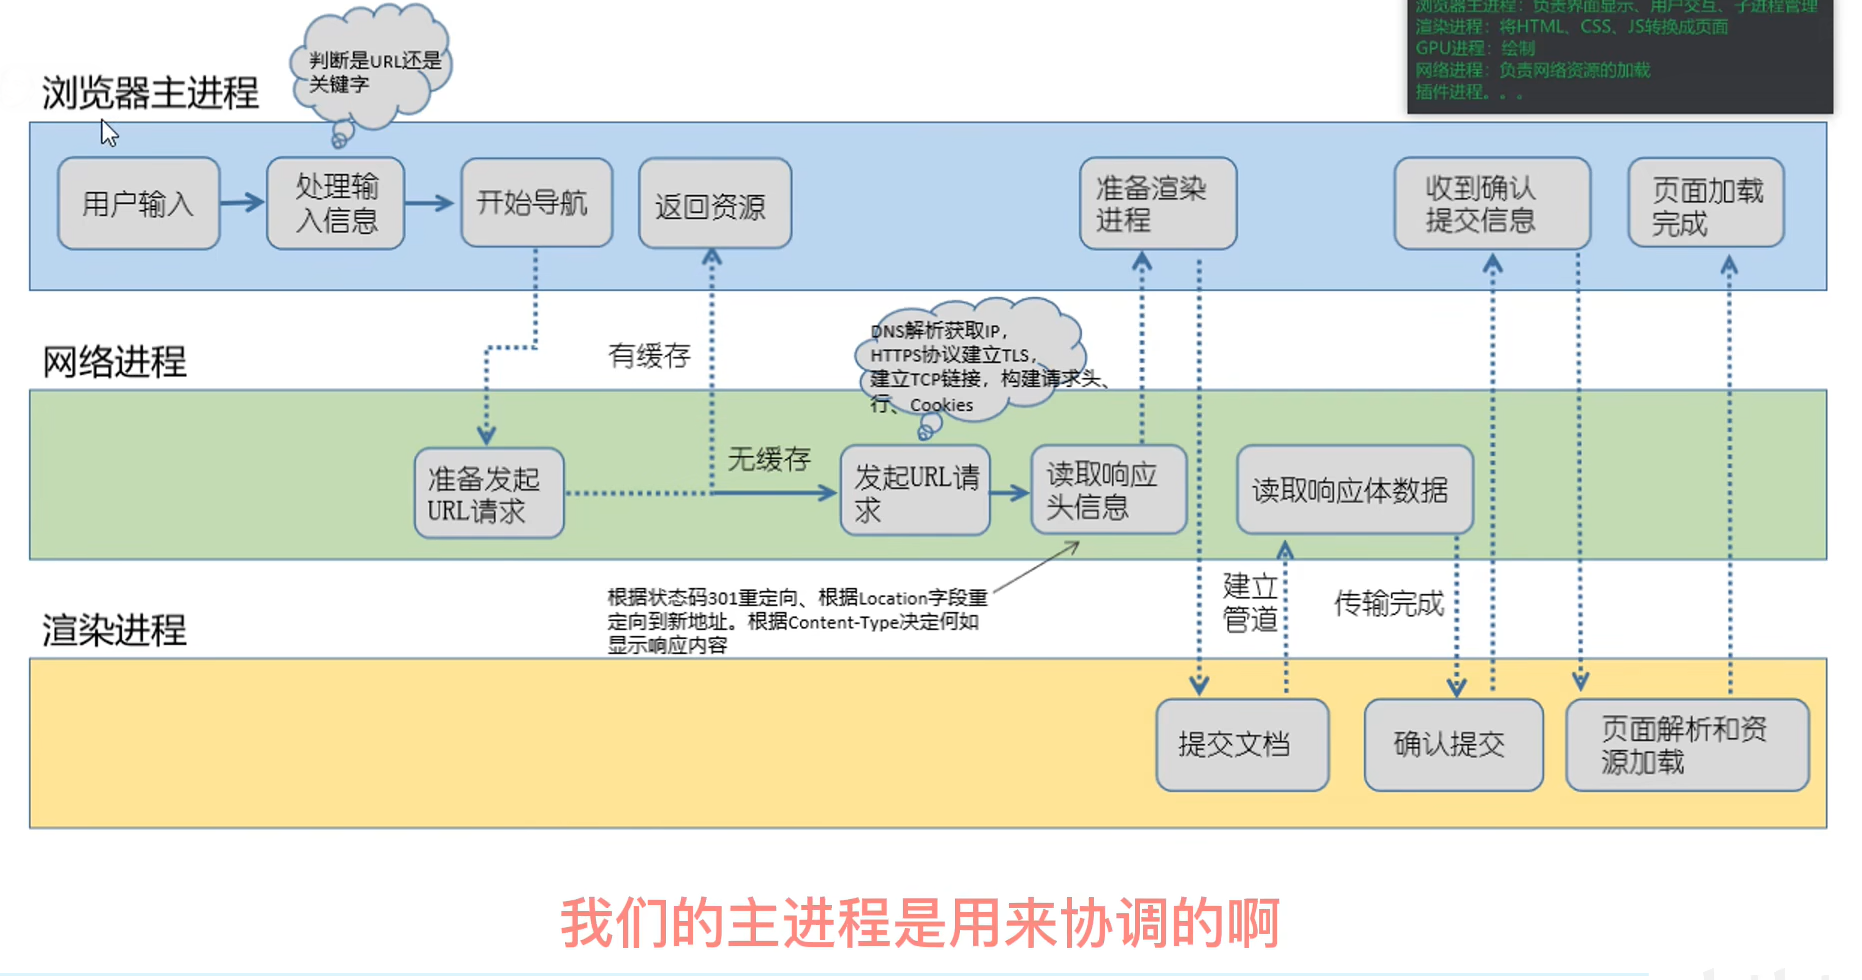 浏览器主进程：负责界面显示、用户交互、子进程管理
渲染进程：将HTML、CSS、JS转换成页面
GPU进程：绘制
网络进程：负责网络资源的加载
插件进程。。。
判断是URL还是
关键字
浏览器主进程
用户输入
处理输
入信息
开始导航
返回资源
准备渲染
进程
收到确认
提交信息
页面加载
完成
网络进程
有缓存
DNS解析获取IP，
HTTPS协议建立TLS，
建立TCP链接，构建请求头、
行、Cookies
无缓存
准备发起
URL请求
发起URL请
求
读取响应
头信息
读取响应体数据
根据状态码301重定向、根据Location字段重
定向到新地址。根据Content-Type决定何如
显示响应内容
建立
管道
传输完成
渲染进程
提交文档
确认提交
页面解析和资
源加载
我们的主进程是用来协调的啊